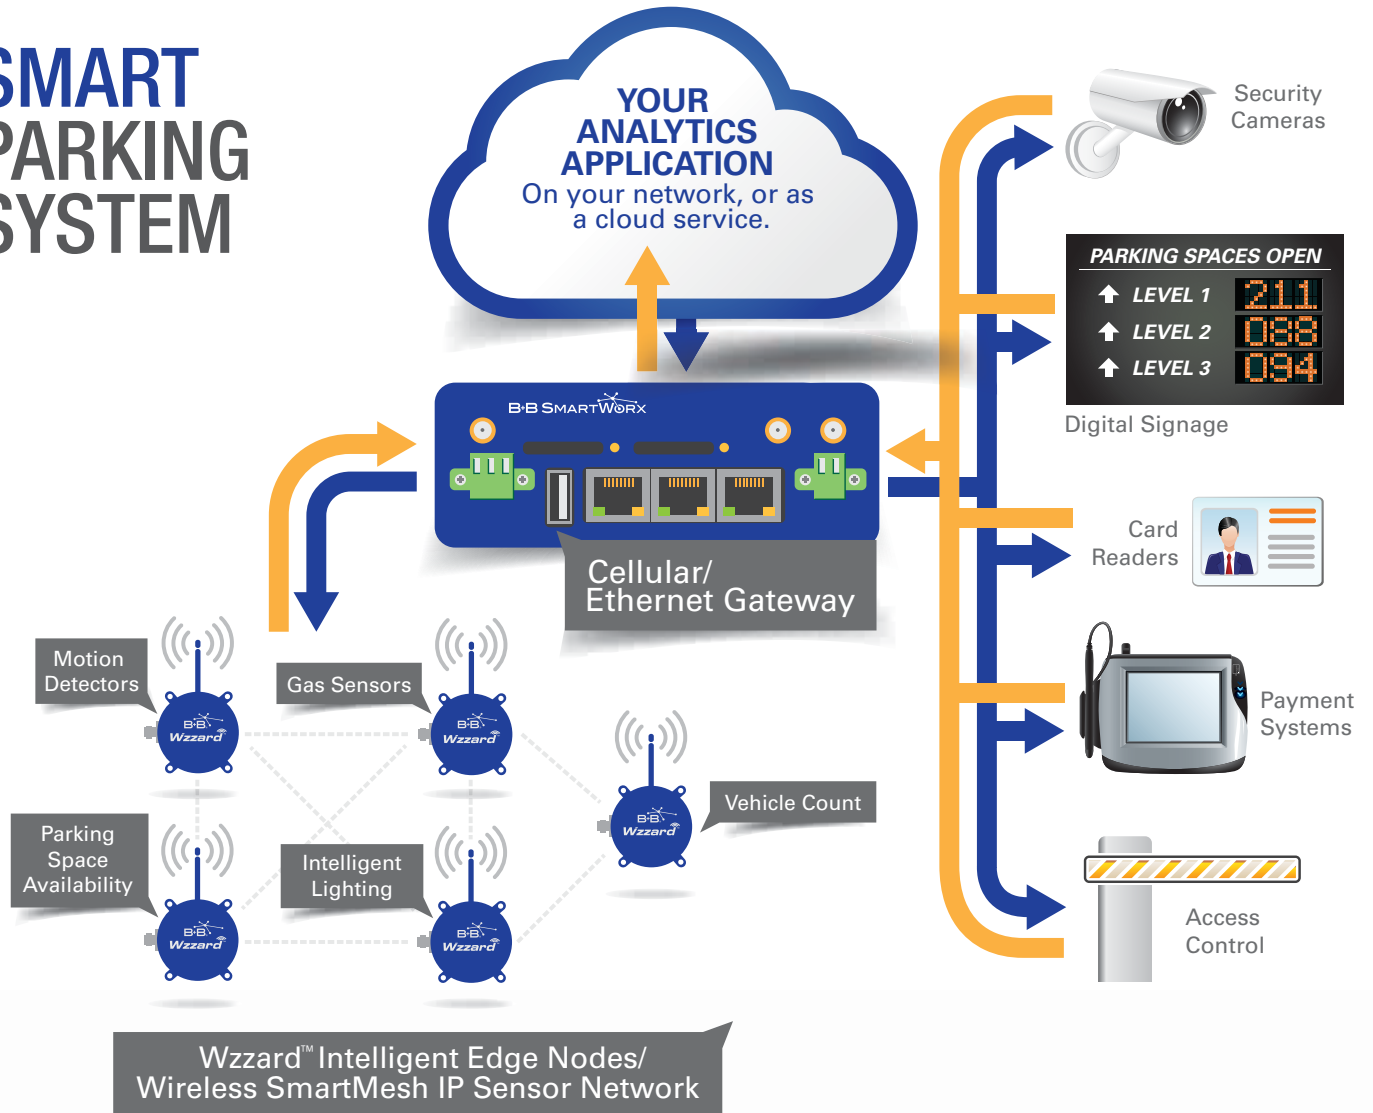 SMART
PARKING
SYSTEM
YOUR
ANALYTICS
APPLICATION
On your network, or as
a cloud service.
Security
Cameras
PARKING SPACES OPEN
LEVEL 1 211
LEVEL 2 088
LEVEL 3 094
Digital Signage
B+B SMARTWORX
Cellular/
Ethernet Gateway
Card
Readers
Payment
Systems
Access
Control
Motion
Detectors
B+B
Wzzard
Gas Sensors
B+B
Wzzard
Vehicle Count
B+B
Wzzard
Parking
Space
Availability
B+B
Wzzard
Intelligent
Lighting
B+B
Wzzard
Wzzard™ Intelligent Edge Nodes/
Wireless SmartMesh IP Sensor Network